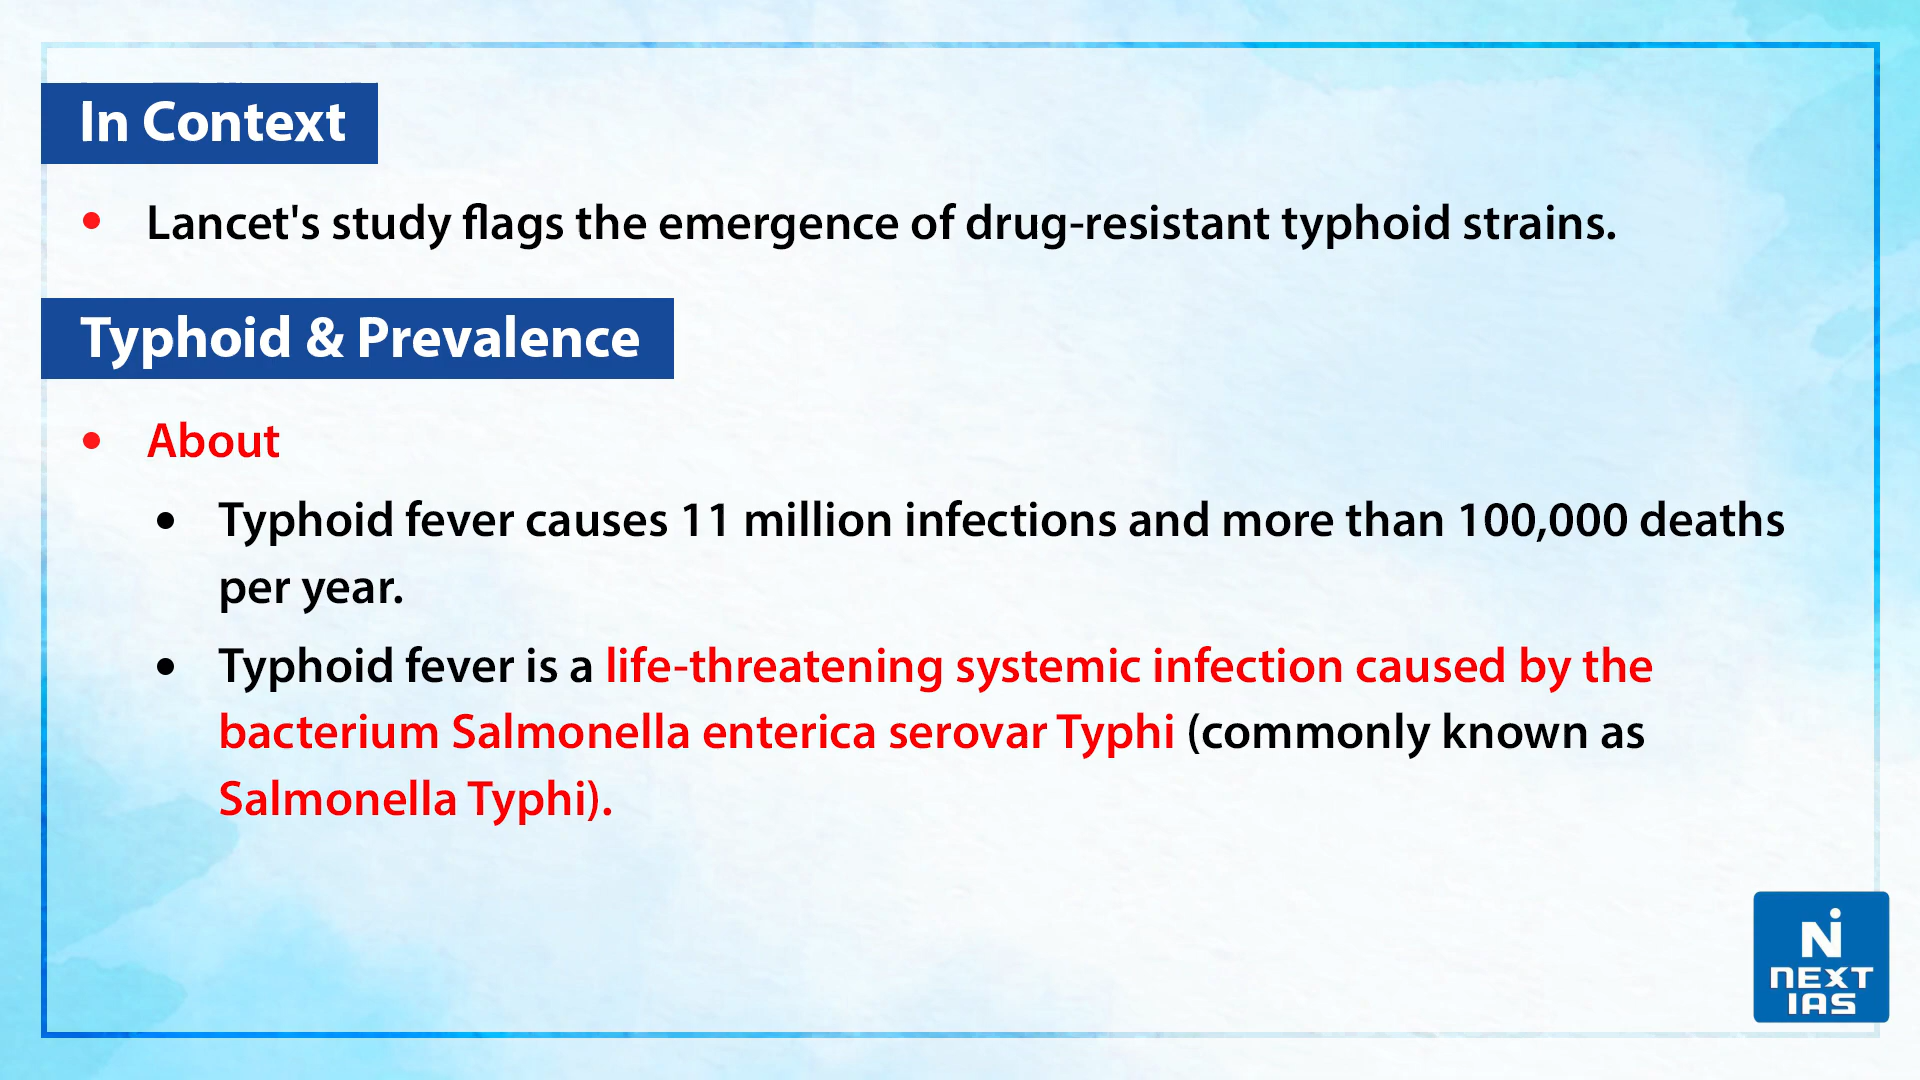 In Context
• Lancet's study flags the emergence of drug-resistant typhoid strains.
Typhoid & Prevalence
• About
• Typhoid fever causes 11 million infections and more than 100,000 deaths
per year.
• Typhoid fever is a life-threatening systemic infection caused by the
bacterium Salmonella enterica serovar Typhi (commonly known as
Salmonella Typhi).
N
NEXT
IAS